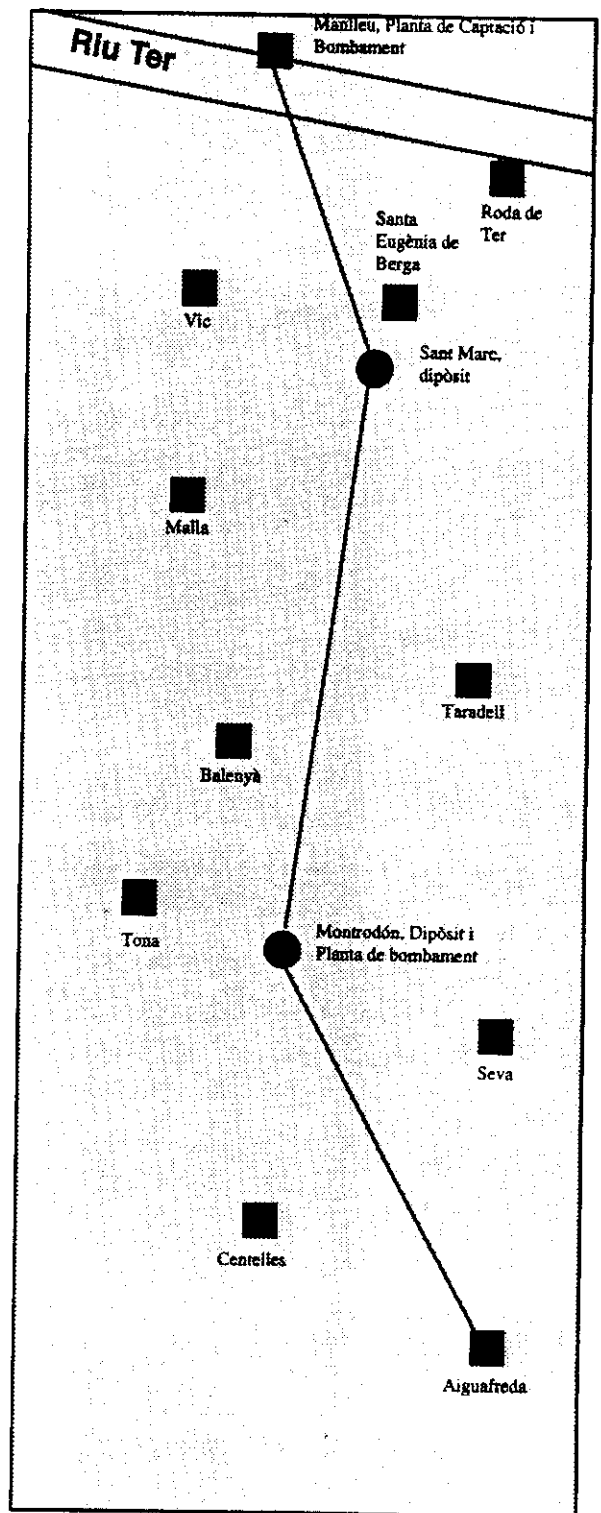 Riu Ter
Manlleu, Planta de Captació i
Bombament
Roda de
Ter
Santa
Eugènia de
Berga
Vic
Sant Marc,
dipòsit
Malla
Taradell
Balenyà
Tona
Montrodón, Dipòsit i
Planta de bombament
Seva
Centelles
Aiguafreda